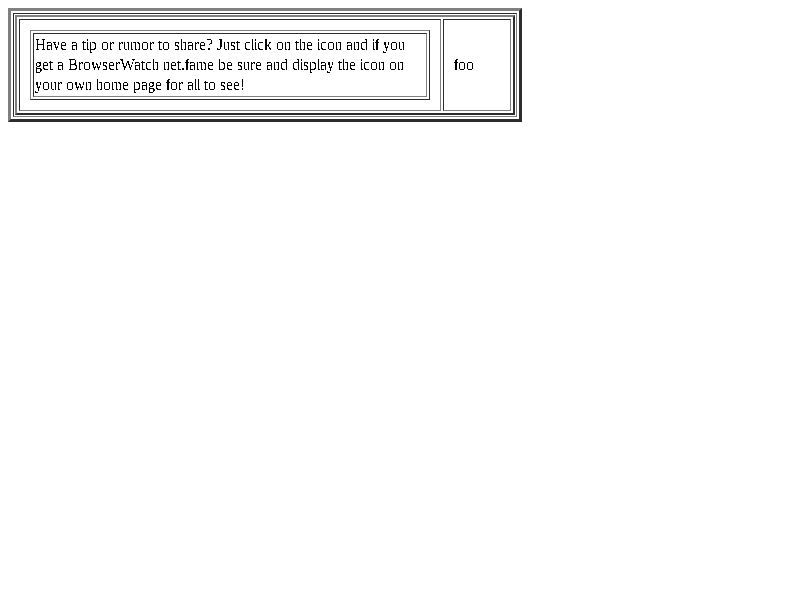 Have a tip or rumor to share? Just click on the icon and if you
get a BrowserWatch net.fame be sure and display the icon on
your own home page for all to see!
foo